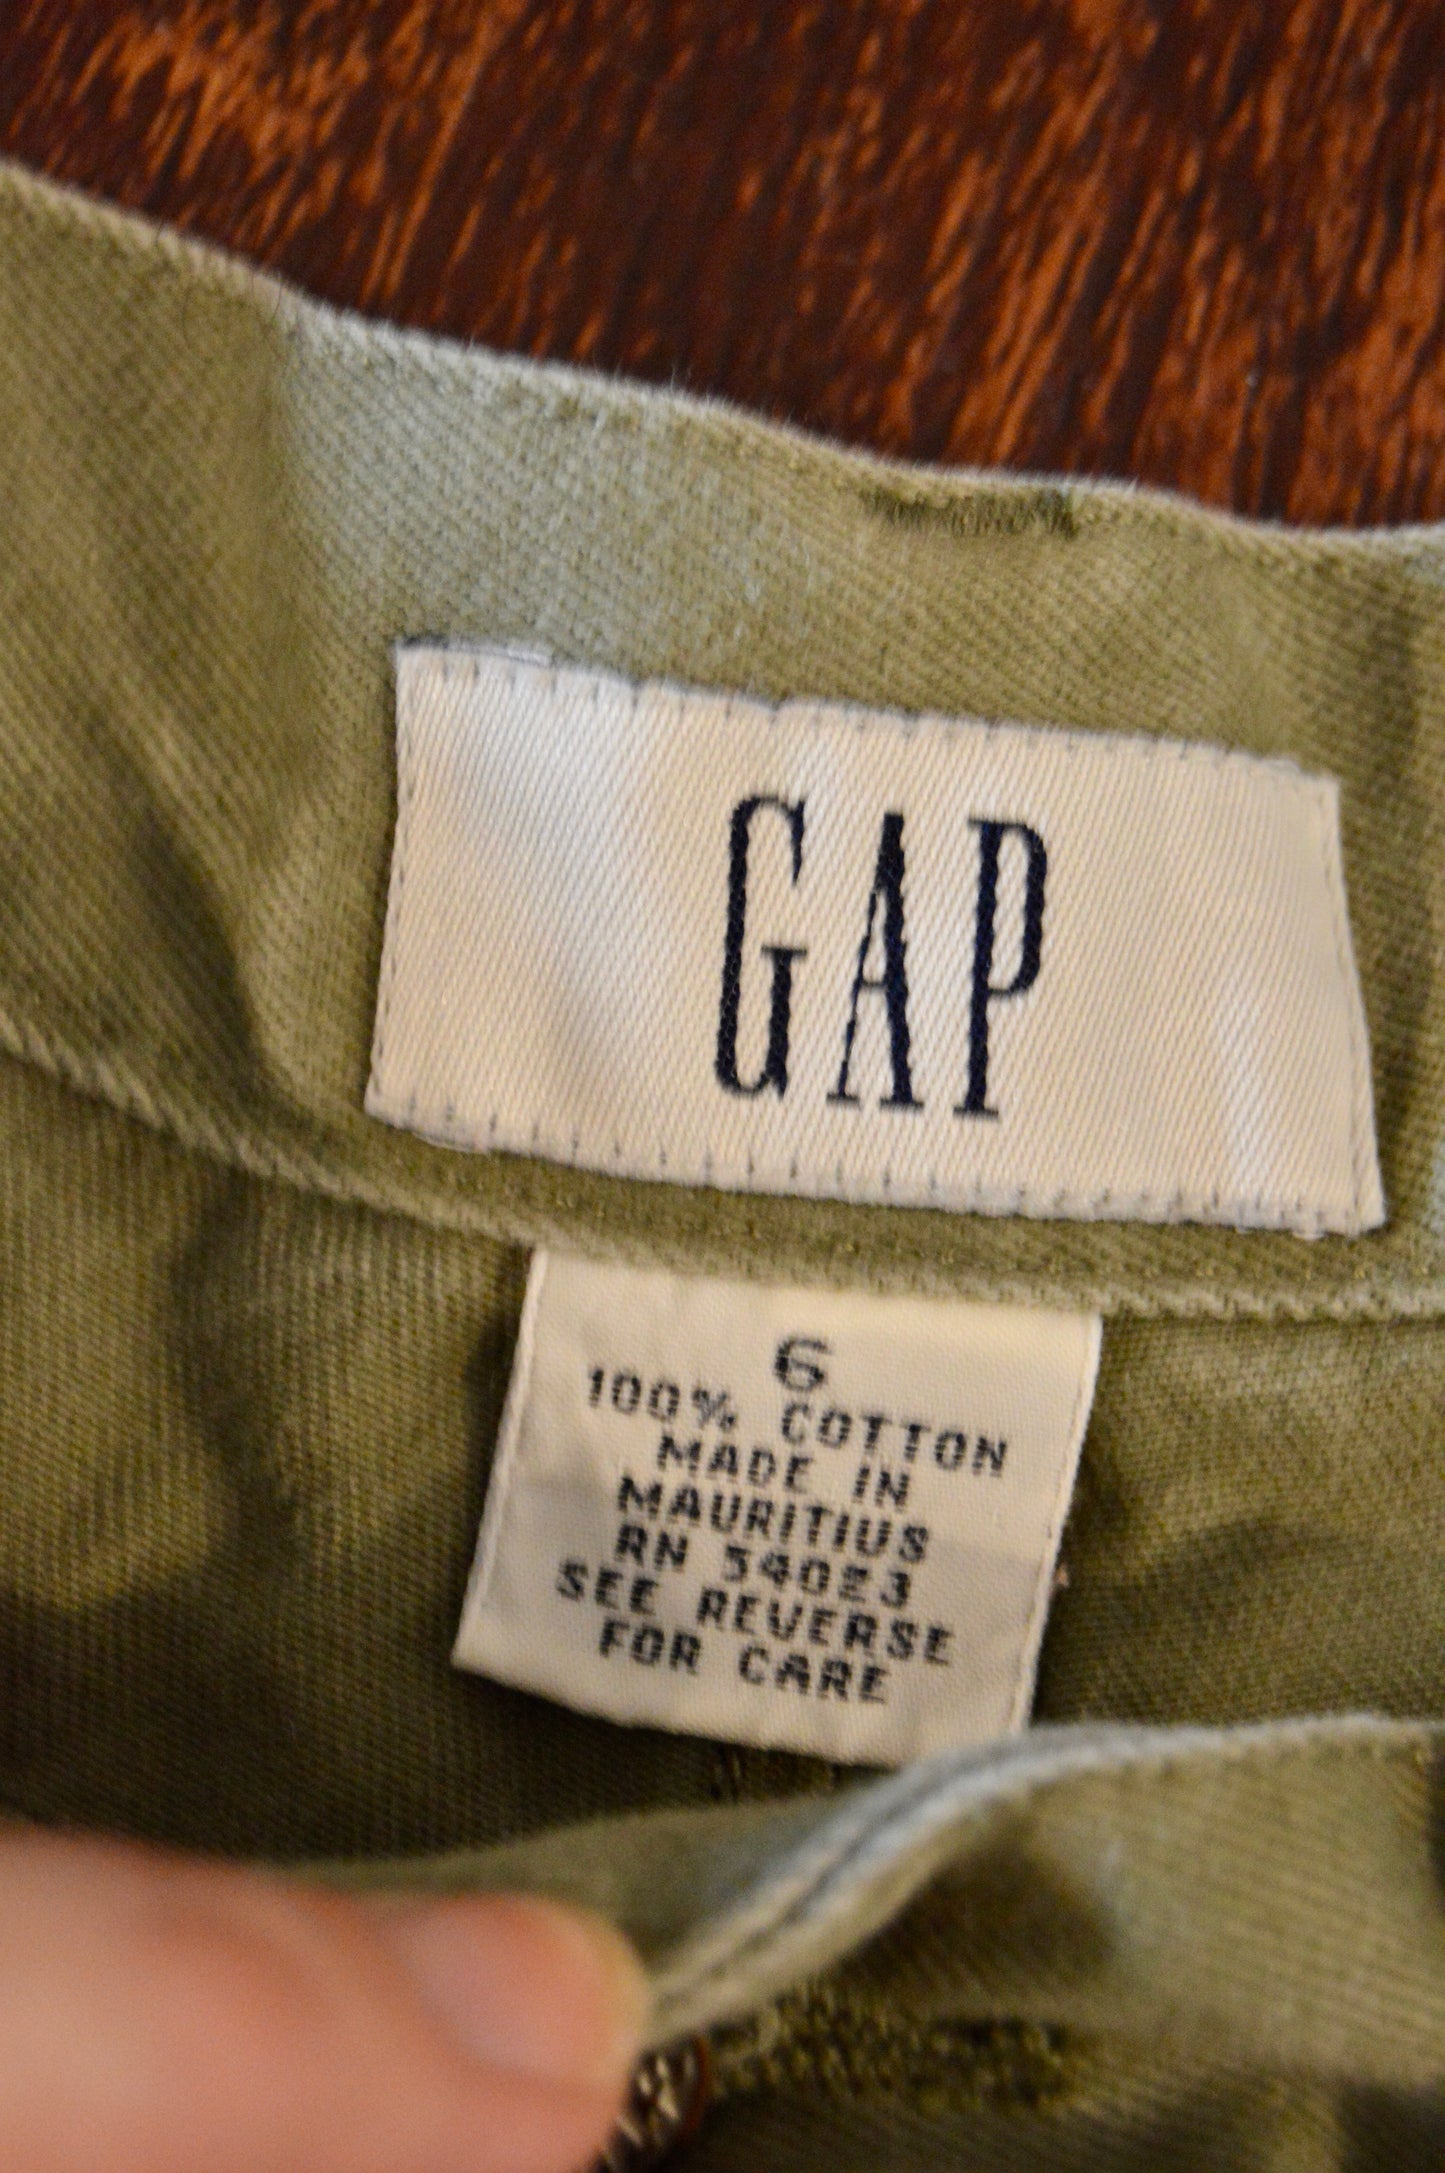 GAP
6
100% COTTON
MADE IN
MAURITIUS
RN 54023
SEE REVERSE
FOR CARE